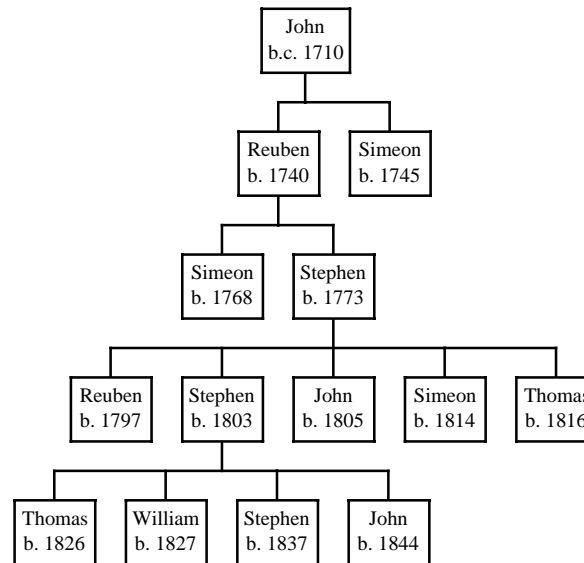 John
b.c. 1710
Reuben
b. 1740
Simeon
b. 1745
Simeon
b. 1768
Stephen
b. 1773
Reuben
b. 1797
Stephen
b. 1803
John
b. 1805
Simeon
b. 1814
Thomas
b. 1816
Thomas
b. 1826
William
b. 1827
Stephen
b. 1837
John
b. 1844